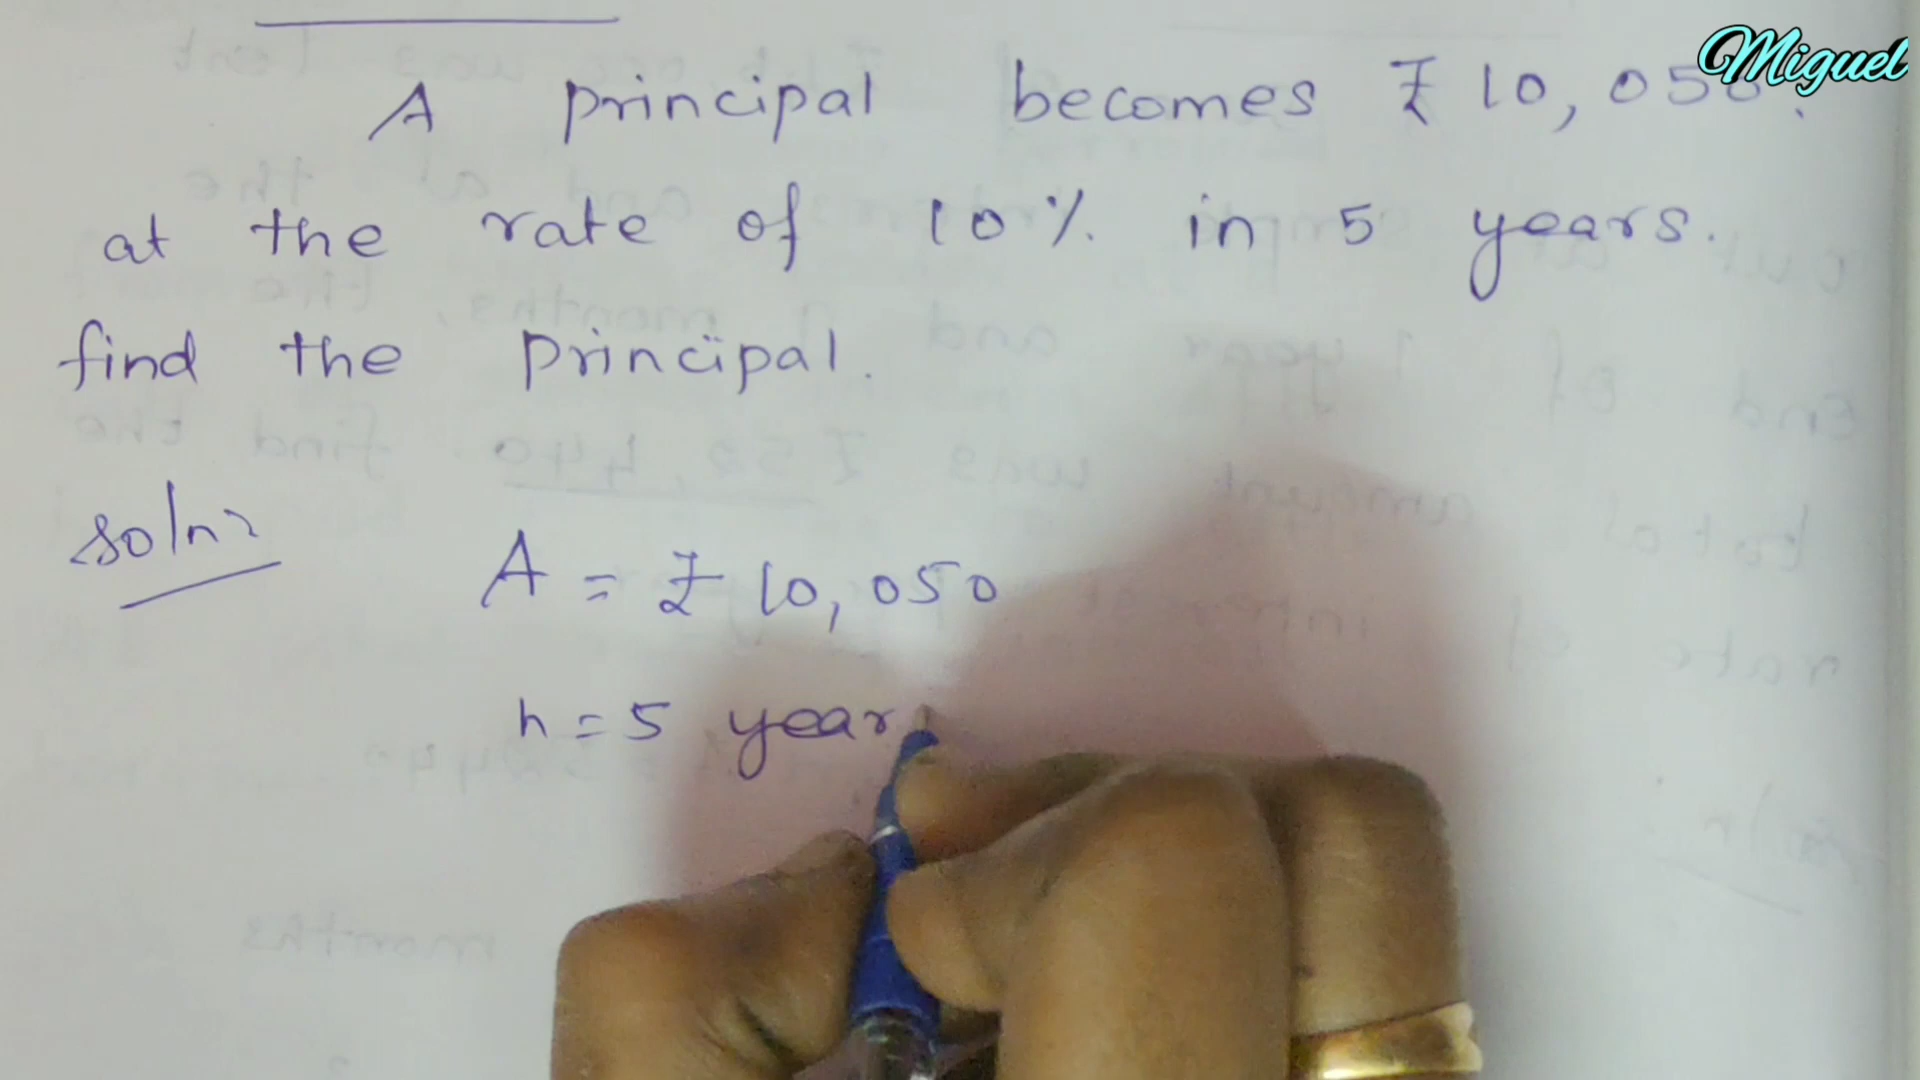 Miguel
A principal becomes ₹ 10,050.
at the rate of 10% in 5 years.
find the principal.
soln:
A = ₹ 10,050
n = 5 year